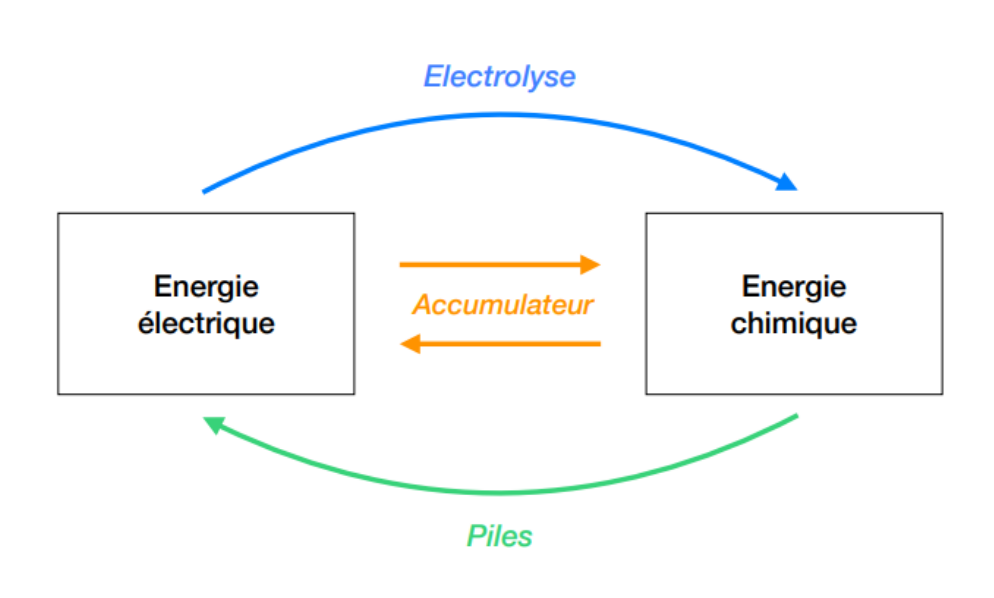 Electrolyse
Energie
électrique
Accumulateur
Energie
chimique
Piles